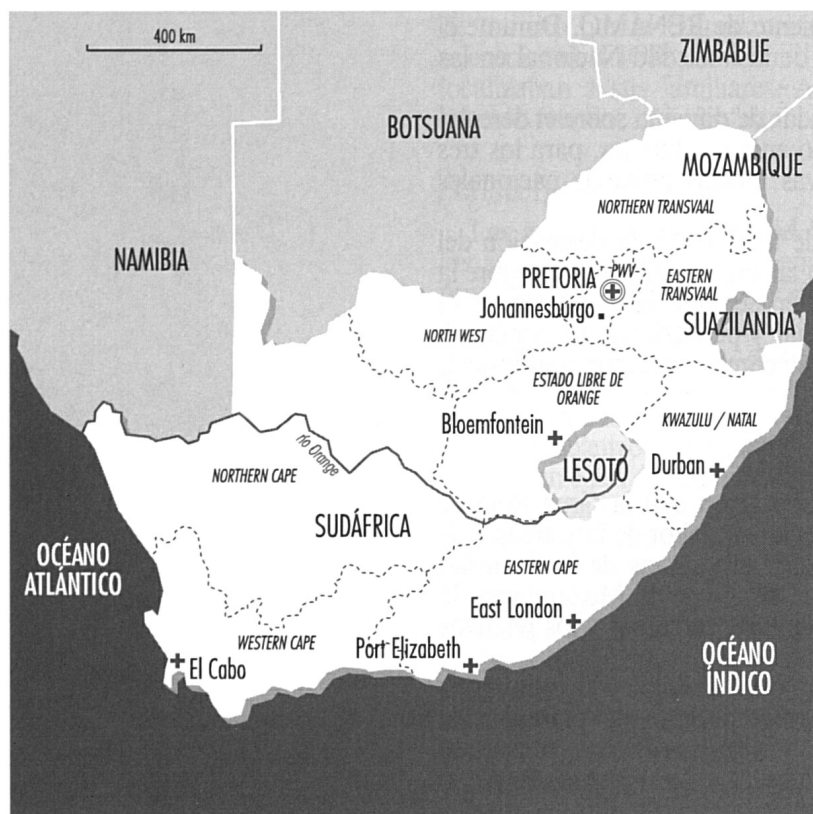 400 km
ZIMBABUE
BOTSUANA
MOZAMBIQUE
NORTHERN TRANSVAAL
NAMIBIA
PWV
PRETORIA
EASTERN
TRANSVAAL
Johannesburgo
SUAZILANDIA
NORTH WEST
ESTADO LIBRE DE
ORANGE
KWAZULU / NATAL
Bloemfontein
río Orange
LESOTO
Durban
NORTHERN CAPE
SUDÁFRICA
OCÉANO
ATLÁNTICO
EASTERN CAPE
East London
WESTERN CAPE
Port Elizabeth
El Cabo
OCÉANO
ÍNDICO